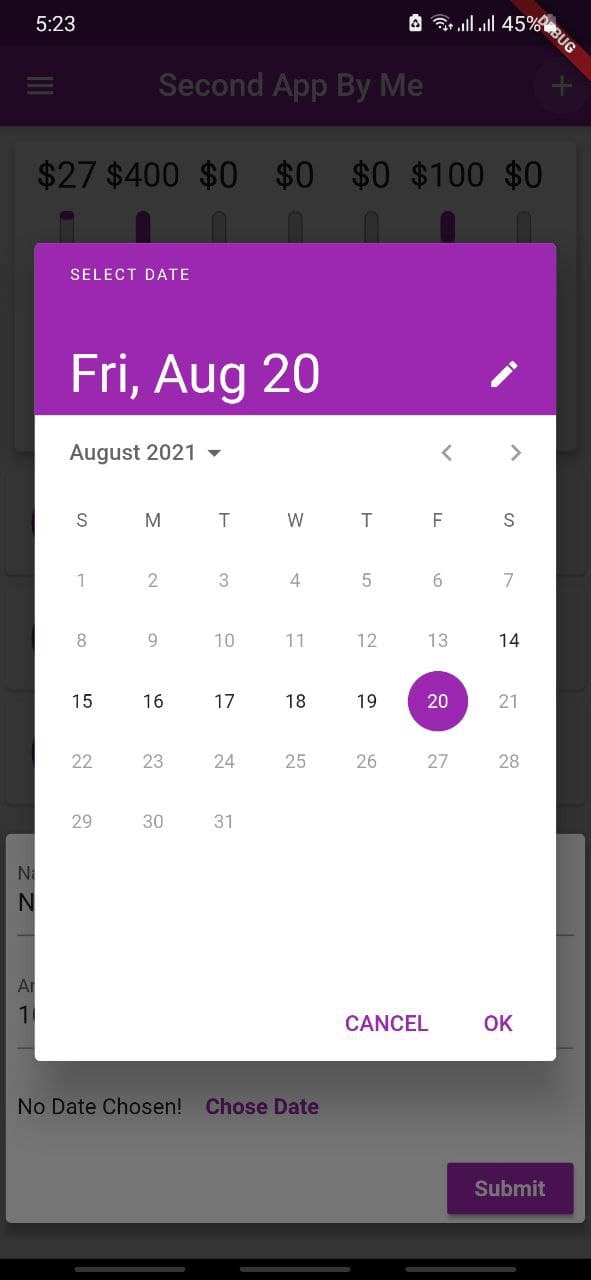 5:23 45%
DEBUG
Second App By Me
$27 $400 $0 $0 $0 $100 $0
SELECT DATE
Fri, Aug 20
August 2021
S M T W T F S
1 2 3 4 5 6 7
8 9 10 11 12 13 14
15 16 17 18 19 20 21
22 23 24 25 26 27 28
29 30 31
CANCEL OK
No Date Chosen! Chose Date
Submit